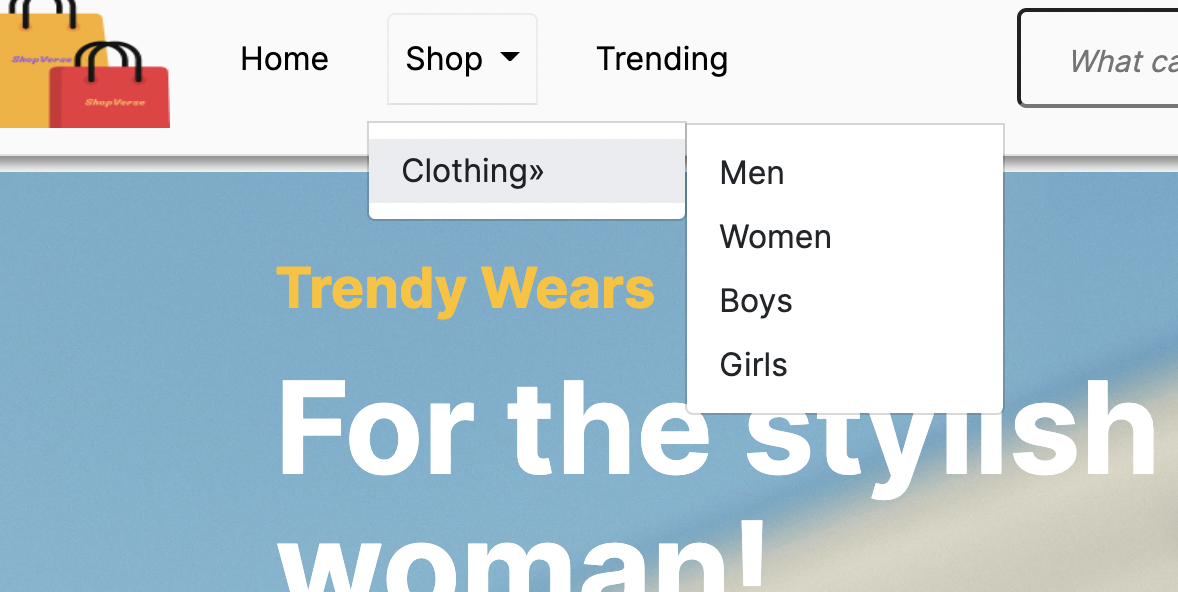 ShopVerse
ShopVerse
Home Shop Trending What ca
Clothing»
Men
Women
Boys
Girls
Trendy Wears
For the stylish
woman!